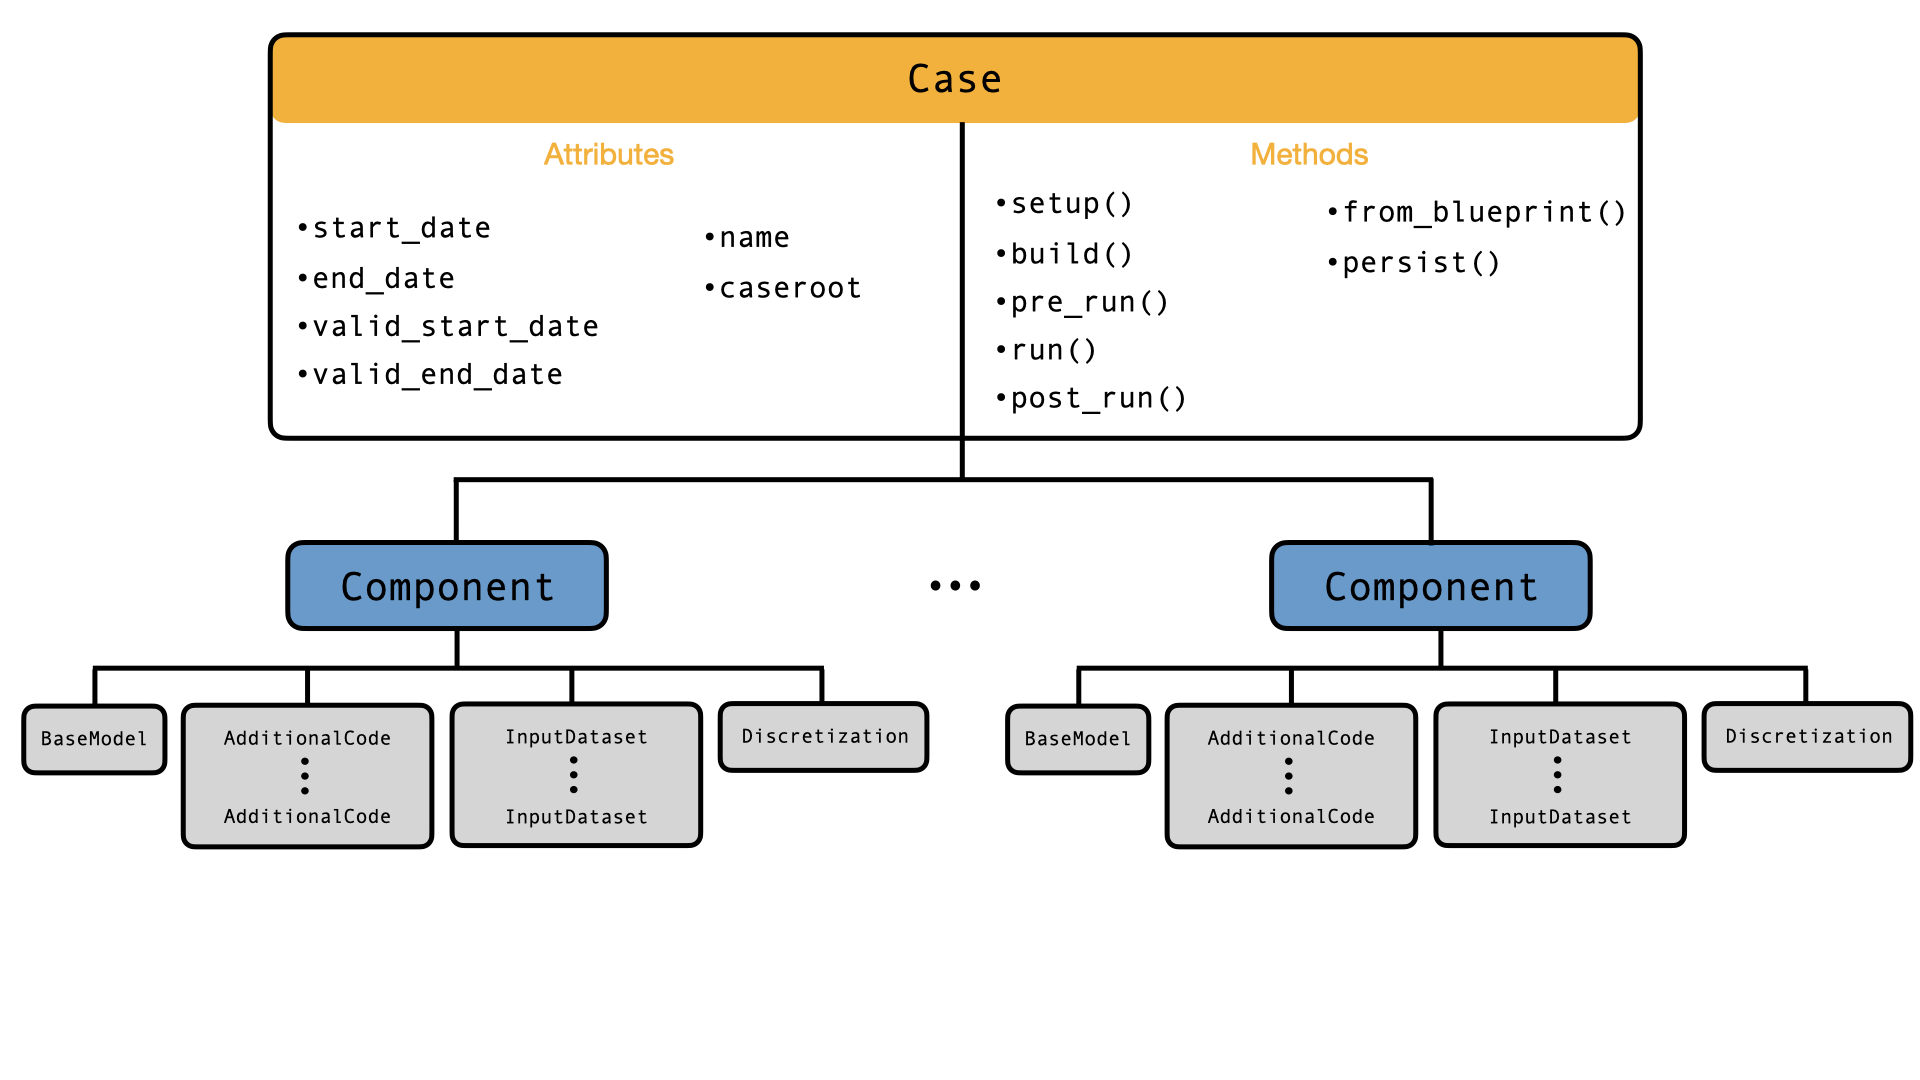 Case
Attributes
•start_date
•end_date
•valid_start_date
•valid_end_date
•name
•caseroot
Methods
•setup()
•build()
•pre_run()
•run()
•post_run()
•from_blueprint()
•persist()
Component
...
Component
BaseModel
AdditionalCode
AdditionalCode
InputDataset
InputDataset
Discretization
BaseModel
AdditionalCode
AdditionalCode
InputDataset
InputDataset
Discretization